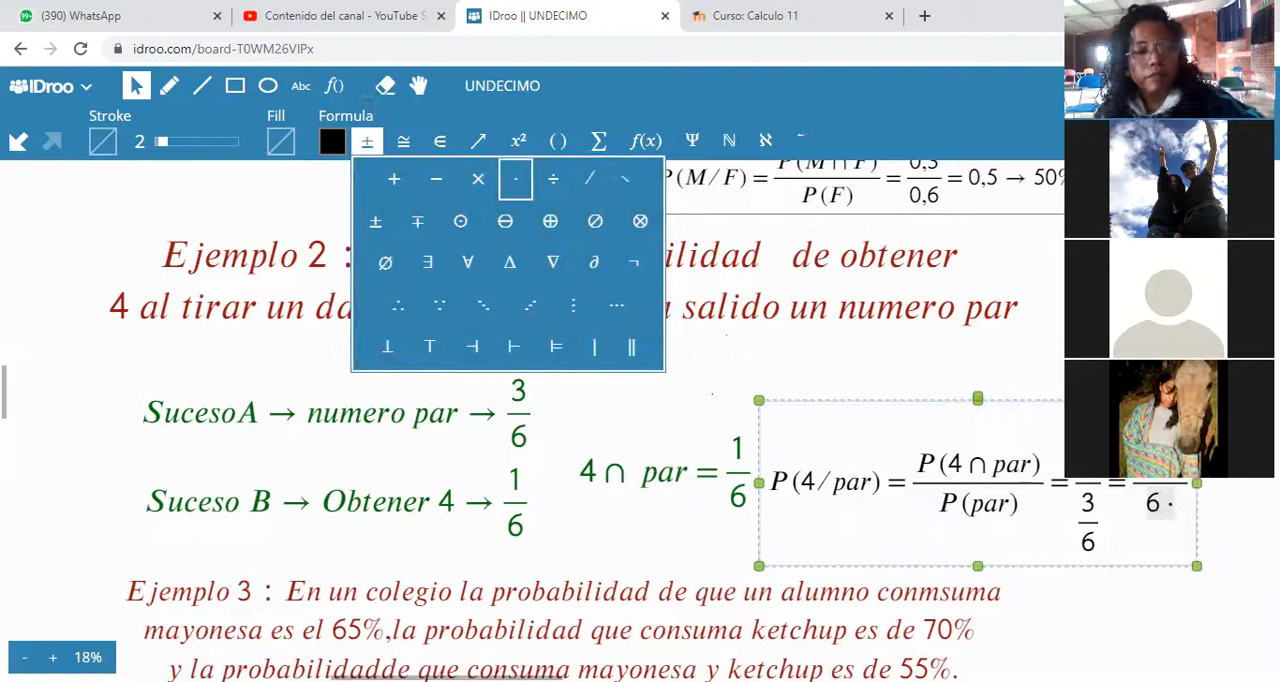 (390) WhatsApp
Contenido del canal - YouTube S
IDroo || UNDECIMO
Curso: Calculo 11
idroo.com/board-T0WM26VlPx
IDroo
Abc
f()
UNDECIMO
Stroke
Fill
Formula
2
± ≅ ∈ x² ( ) ∑ f(x) Ψ ℕ ℵ
+ − × · ÷ ∕ ∖
± ∓ ⊙ ⊖ ⊕ ⊘ ⊗
∅ ∃ ∀ ∆ ∇ ∂ ¬
∴ ∵ ⋱ ⋰ ⋮ ⋯
⊥ ⊤ ⊣ ⊢ ⊨ ∣ ∥
P(M/F) = P(M ∩ F) / P(F) = 0,3 / 0,6 = 0,5 → 50%
Ejemplo 2 : ilidad de obtener
4 al tirar un da salido un numero par
SucesoA → numero par → 3/6
4 ∩ par = 1/6
P(4/par) = P(4 ∩ par) / P(par) = 3/6 = 6 ·
Suceso B → Obtener 4 → 1/6
Ejemplo 3 : En un colegio la probabilidad de que un alumno conmsuma
mayonesa es el 65%,la probabilidad que consuma ketchup es de 70%
y la probabilidadde que consuma mayonesa y ketchup es de 55%.
- + 18%